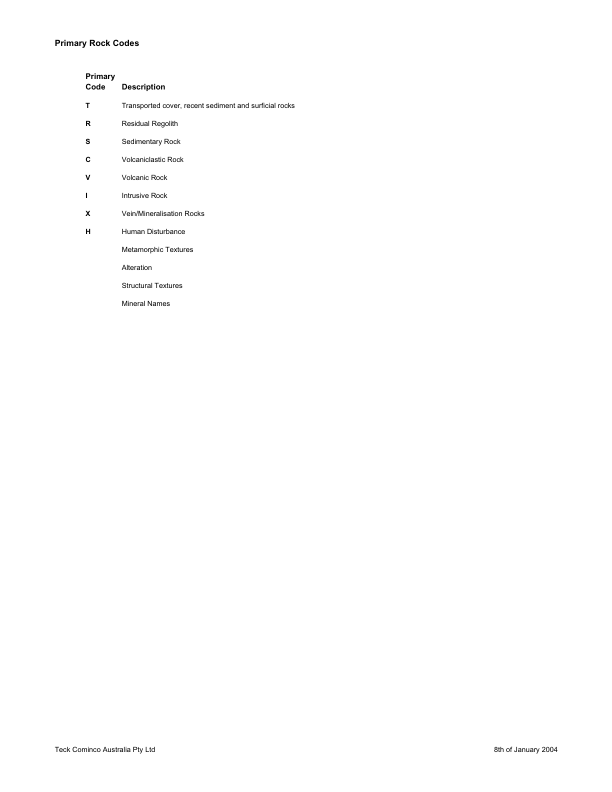 Primary Rock Codes
Primary
Code Description
T Transported cover, recent sediment and surficial rocks
R Residual Regolith
S Sedimentary Rock
C Volcaniclastic Rock
V Volcanic Rock
I Intrusive Rock
X Vein/Mineralisation Rocks
H Human Disturbance
Metamorphic Textures
Alteration
Structural Textures
Mineral Names
Teck Cominco Australia Pty Ltd 8th of January 2004